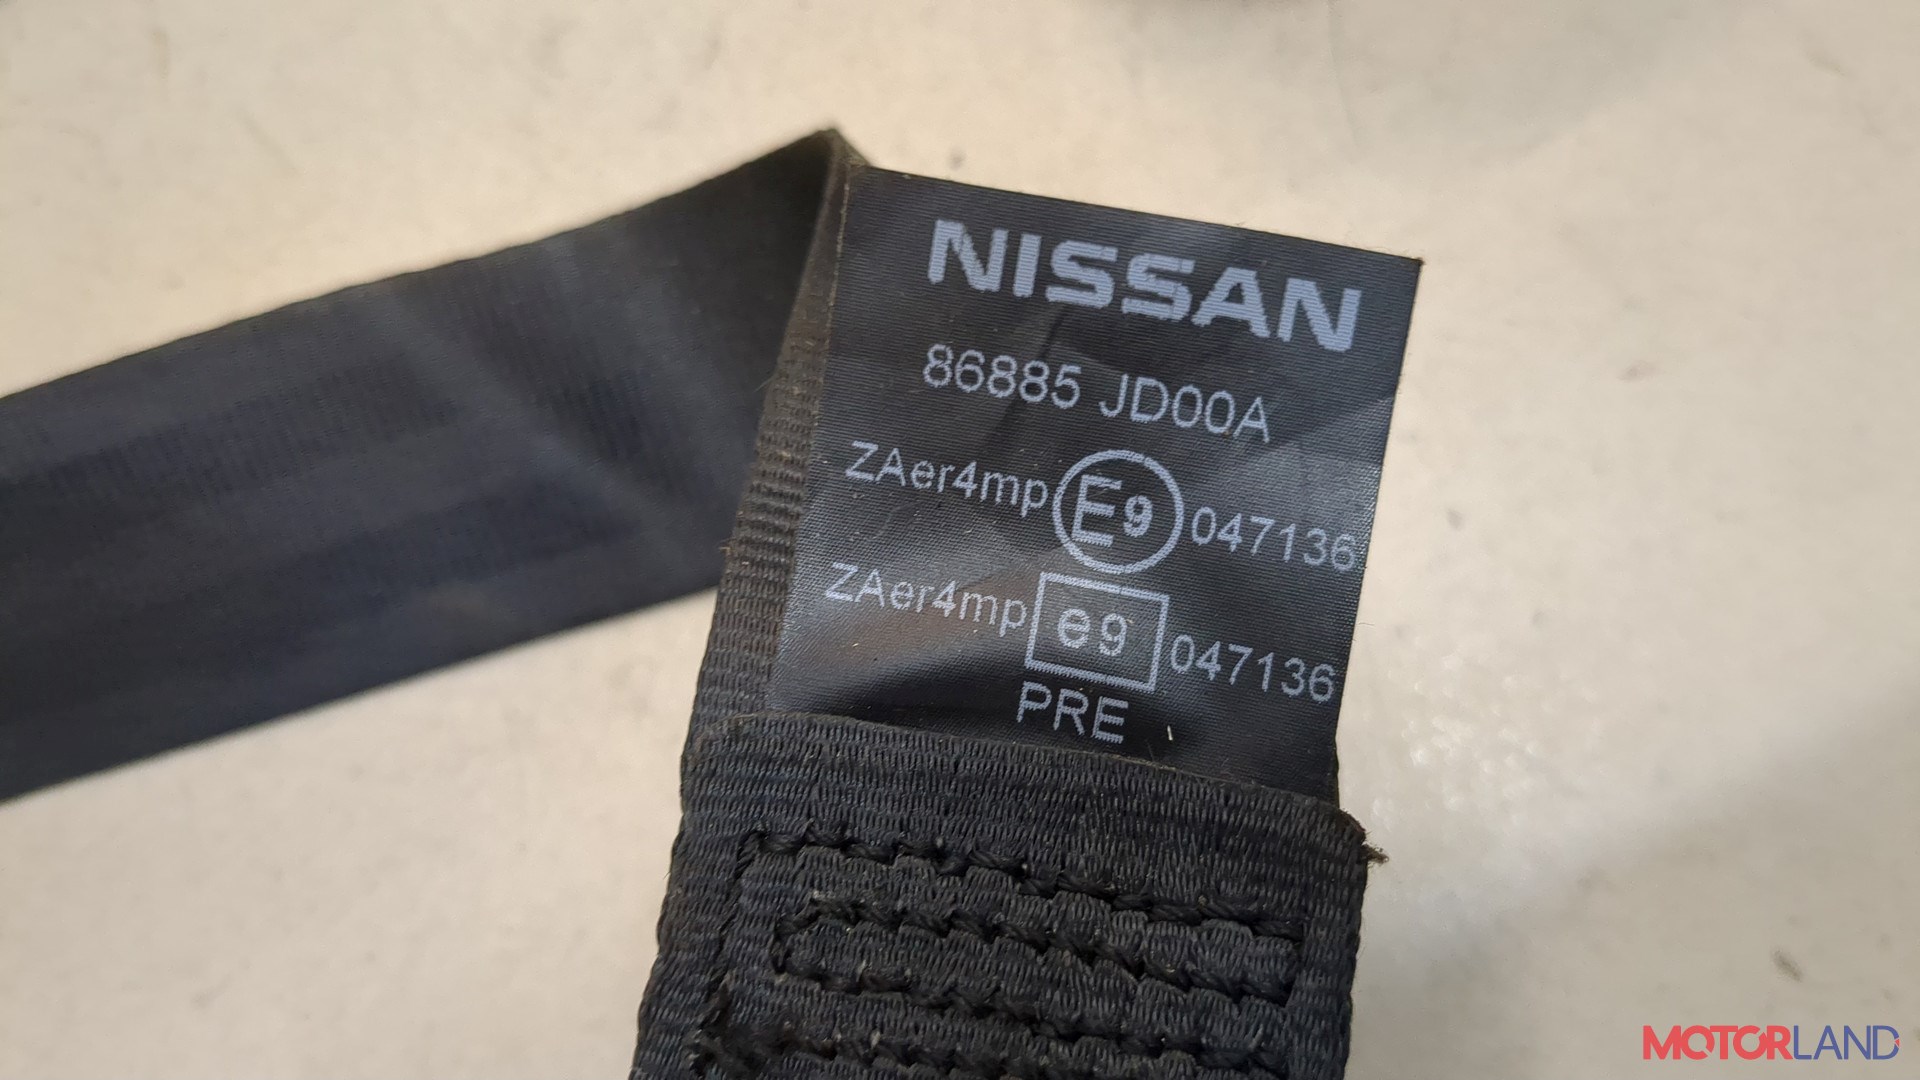 NISSAN
86885 JD00A
ZAer4mp E9 047136
ZAer4mp e9 047136
PRE
MOTORLAND